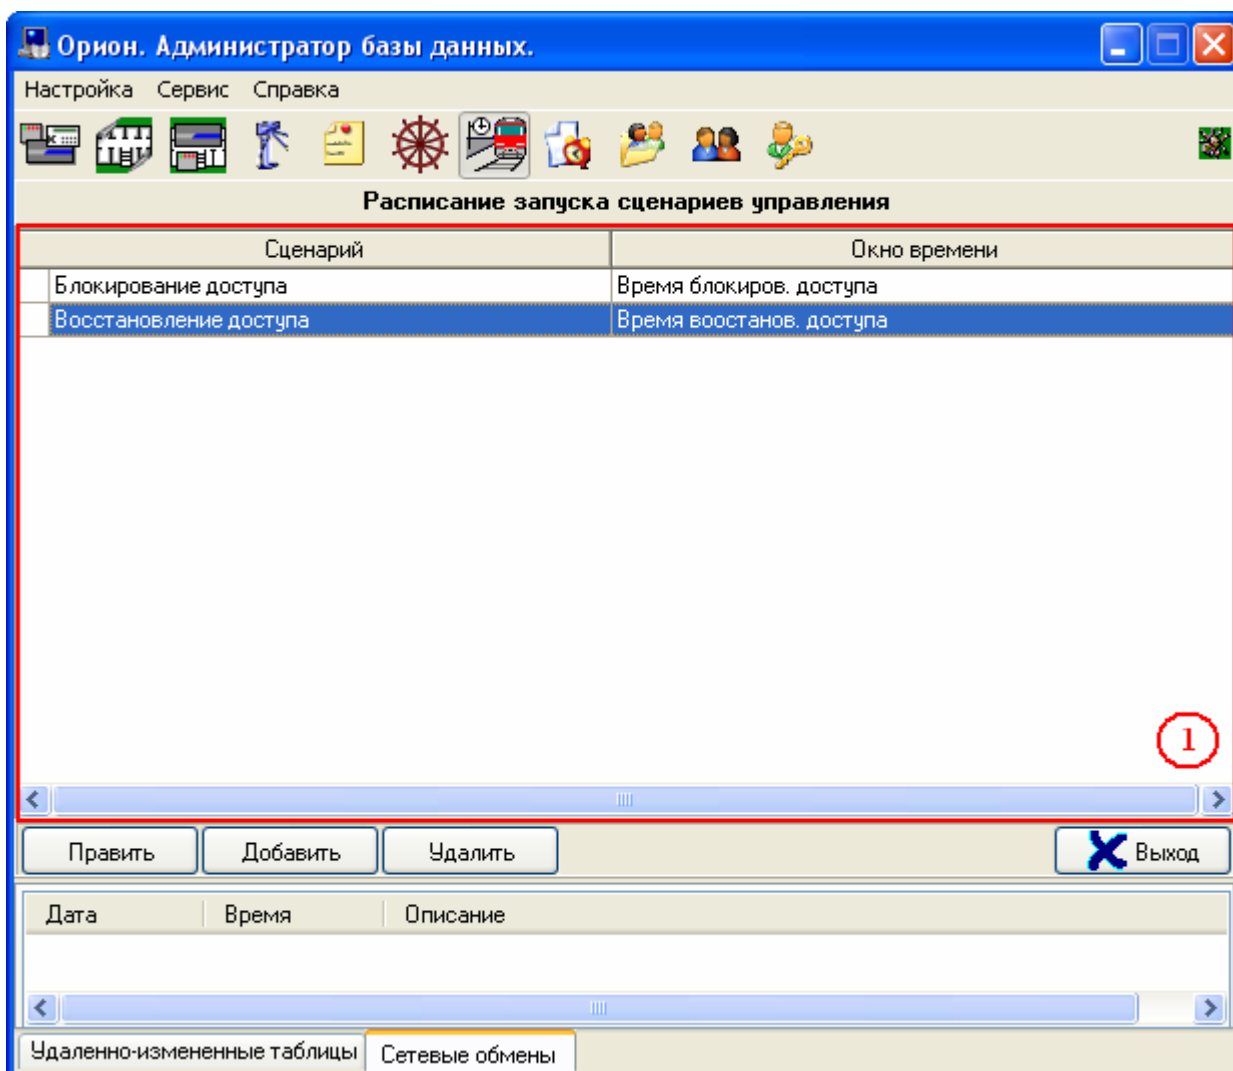 Орион. Администратор базы данных.
Настройка Сервис Справка
Расписание запуска сценариев управления
Сценарий Окно времени
Блокирование доступа Время блокиров. доступа
Восстановление доступа Время воостанов. доступа
1
Править Добавить Удалить Выход
Дата Время Описание
Удаленно-измененные таблицы Сетевые обмены